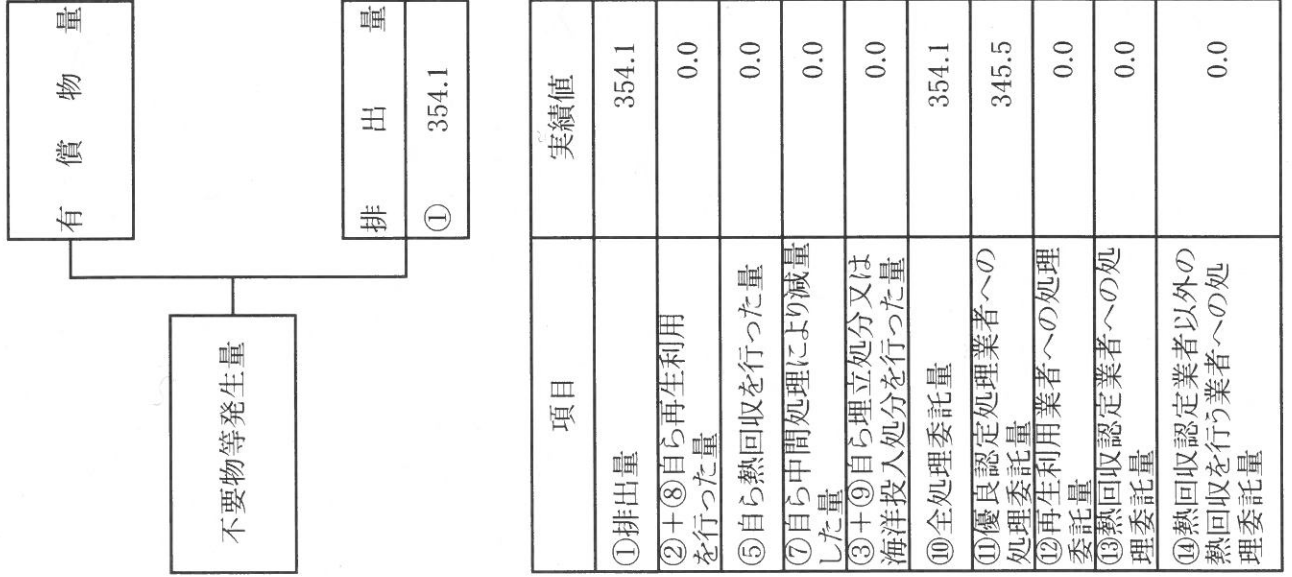 有償物量
不要物等発生量
排出量
① 354.1
項目 実績値
①排出量 354.1
②+⑧自ら再生利用
を行った量 0.0
⑤自ら熱回収を行った量 0.0
⑦自ら中間処理により減量
した量 0.0
③+⑨自ら埋立処分又は
海洋投入処分を行った量 0.0
⑩全処理委託量 354.1
⑪優良認定処理業者への
処理委託量 345.5
⑫再生利用業者への処理
委託量 0.0
⑬熱回収認定業者への処
理委託量 0.0
⑭熱回収認定業者以外の
熱回収を行う業者への処
理委託量 0.0